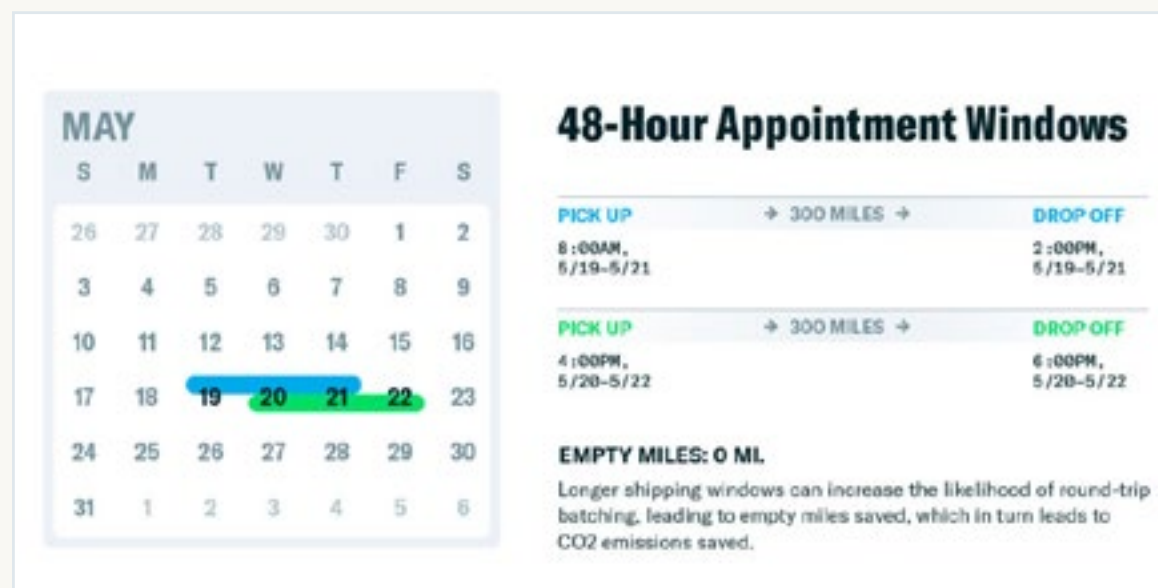 MAY
S M T W T F S
26 27 28 29 30 1 2
3 4 5 6 7 8 9
10 11 12 13 14 15 16
17 18 19 20 21 22 23
24 25 26 27 28 29 30
31 1 2 3 4 5 6
48-Hour Appointment Windows
PICK UP → 300 MILES → DROP OFF
8:00AM, 2:00PM,
5/19–5/21 5/19–5/21
PICK UP → 300 MILES → DROP OFF
4:00PM, 6:00PM,
5/20–5/22 5/20–5/22
EMPTY MILES: 0 MI.
Longer shipping windows can increase the likelihood of round-trip
batching, leading to empty miles saved, which in turn leads to
CO2 emissions saved.